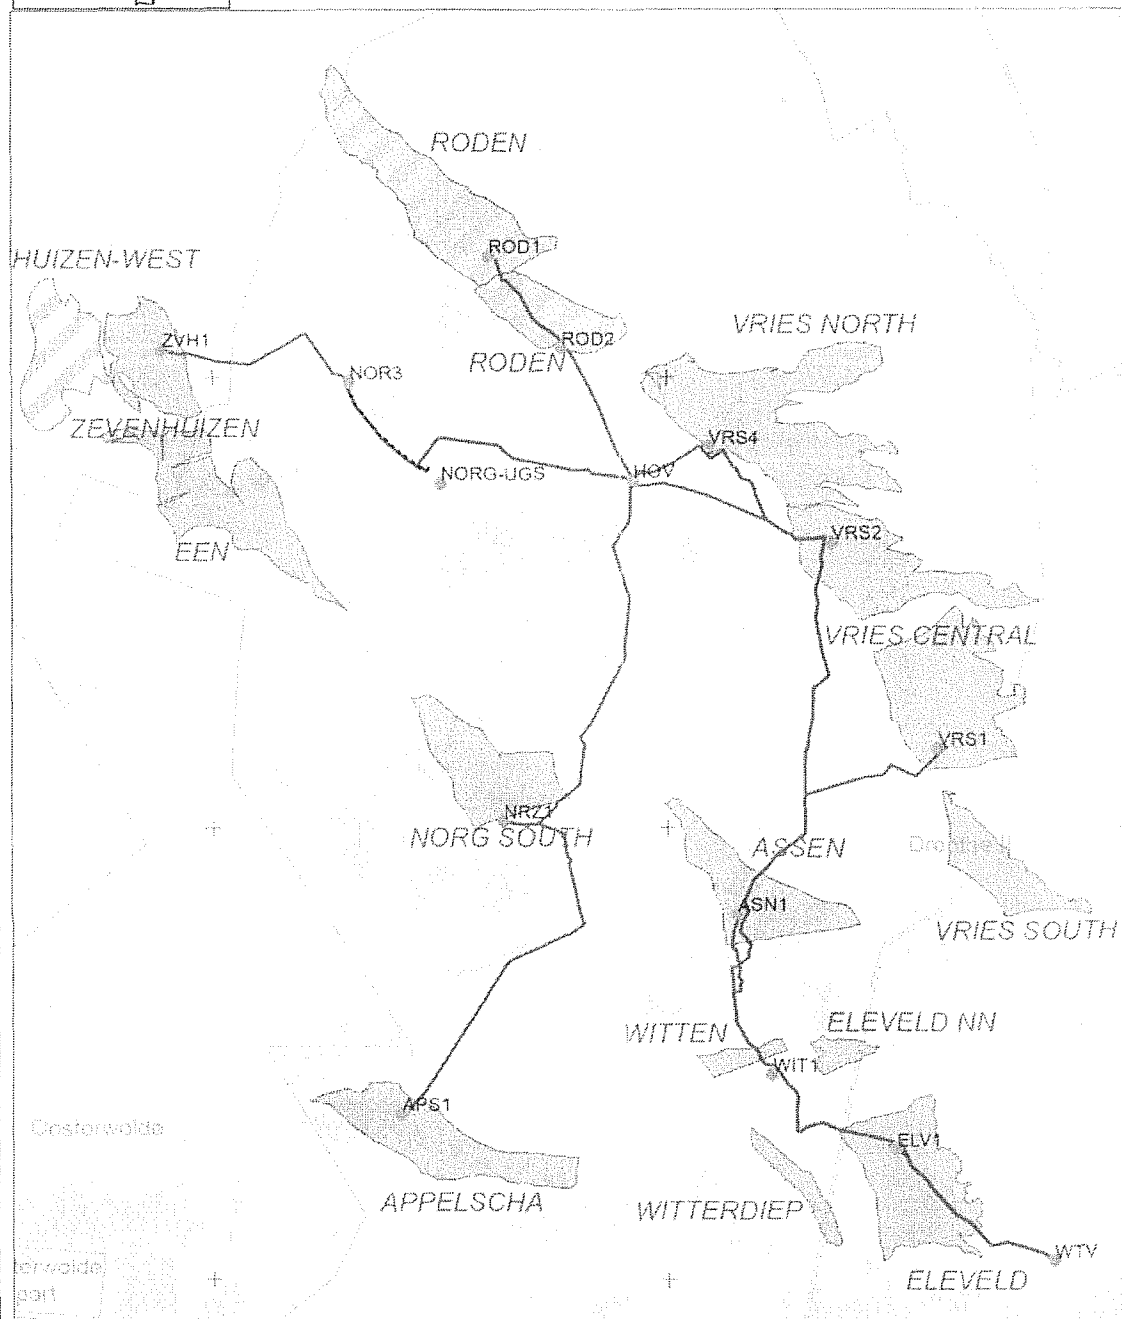 RODEN
ROD1
HUIZEN-WEST
VRIES NORTH
ZVH1
ROD2
RODEN
NOR3
ZEVENHUIZEN
VRS4
NORG-UGS
HOV
VRS2
EEN
VRIES CENTRAL
VRS1
NRZ1
NORG SOUTH
ASSEN
ASN1
VRIES SOUTH
ELEVELD NN
WITTEN
WIT1
APS1
Oosterwolde
ELV1
APPELSCHA
WITTERDIEP
WTV
erwolde
ELEVELD